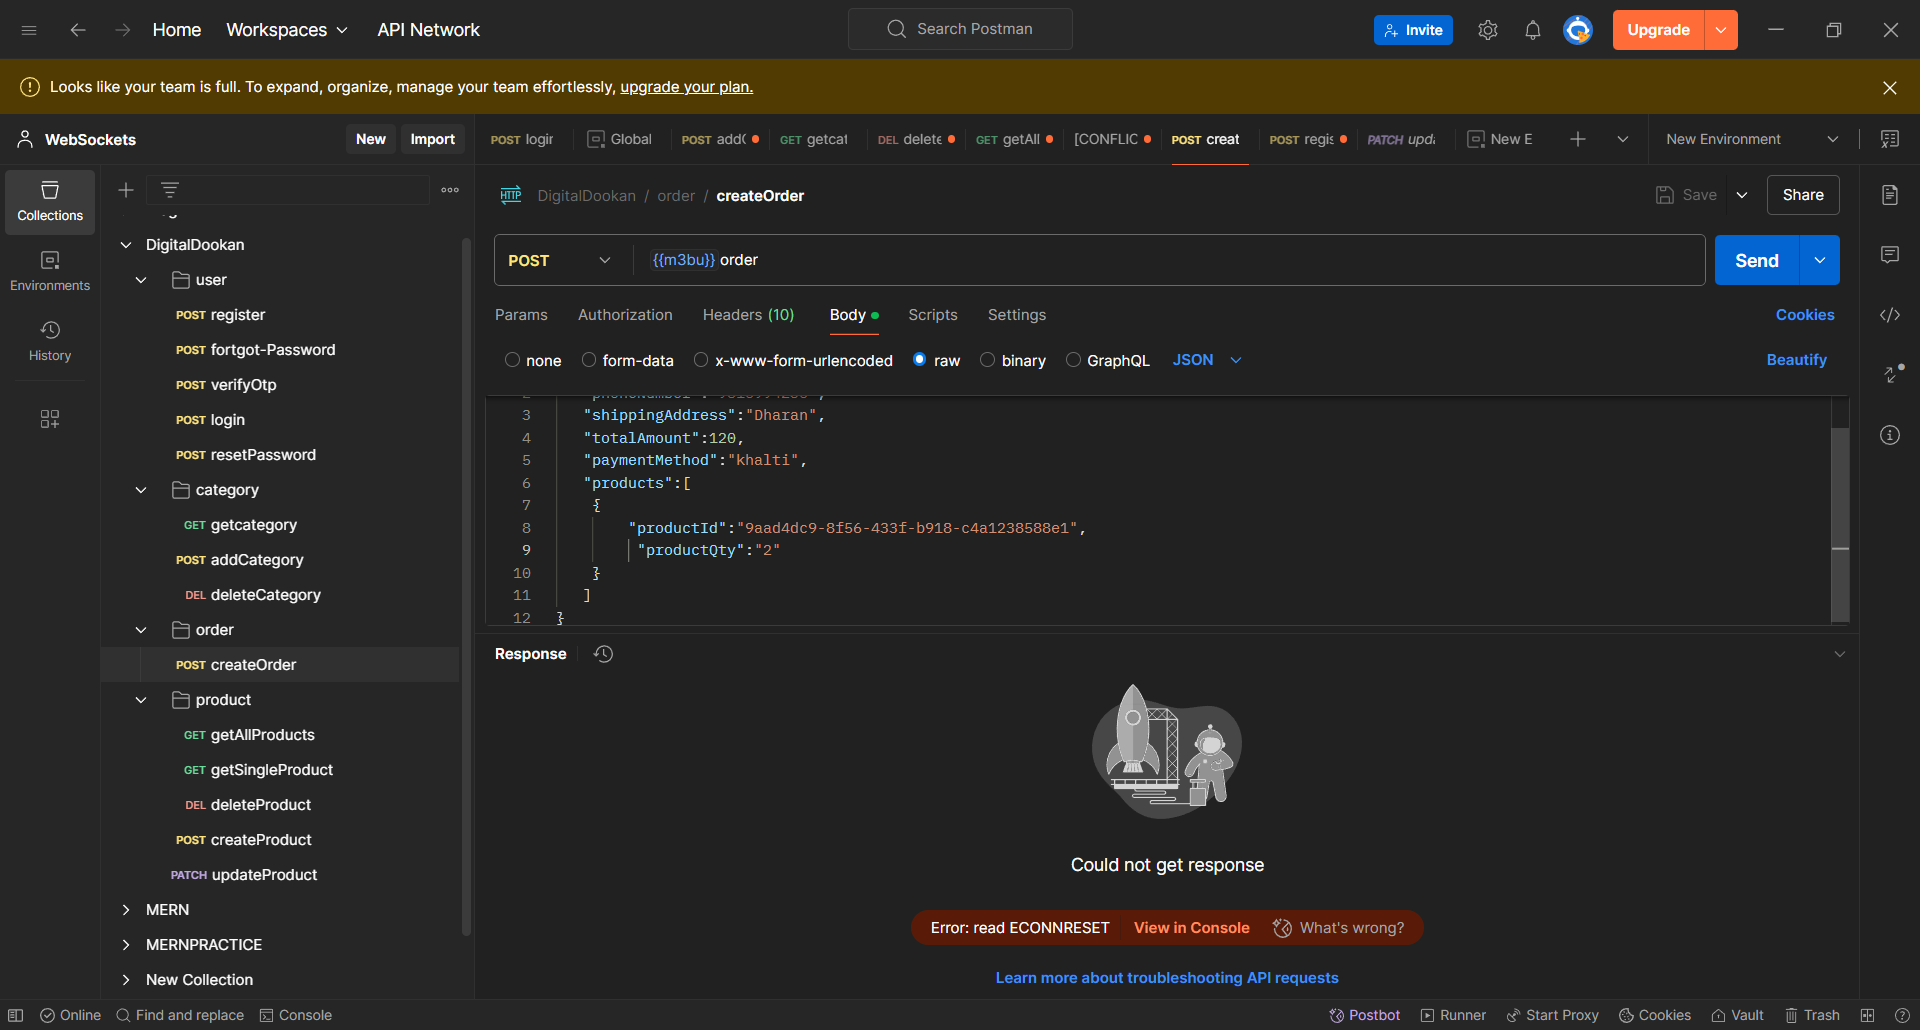 Home
Workspaces
API Network
Search Postman
Invite
Upgrade
Looks like your team is full. To expand, organize, manage your team effortlessly, upgrade your plan.
WebSockets
New
Import
POST login
Global
POST add
GET getcat
DEL delete
GET getAll
[CONFLIC
POST creat
POST regis
PATCH upd
New E
New Environment
Collections
Environments
History
DigitalDookan
user
POST register
POST fortgot-Password
POST verifyOtp
POST login
POST resetPassword
category
GET getcategory
POST addCategory
DEL deleteCategory
order
POST createOrder
product
GET getAllProducts
GET getSingleProduct
DEL deleteProduct
POST createProduct
PATCH updateProduct
MERN
MERNPRACTICE
New Collection
HTTP DigitalDookan / order / createOrder
Save
Share
POST
{{m3bu}} order
Send
Params
Authorization
Headers (10)
Body
Scripts
Settings
Cookies
none
form-data
x-www-form-urlencoded
raw
binary
GraphQL
JSON
Beautify
3 "shippingAddress":"Dharan",
4 "totalAmount":120,
5 "paymentMethod":"khalti",
6 "products":[
7 {
8 "productId":"9aad4dc9-8f56-433f-b918-c4a1238588e1",
9 "productQty":"2"
10 }
11 ]
12 }
Response
Could not get response
Error: read ECONNRESET
View in Console
What's wrong?
Learn more about troubleshooting API requests
Online
Find and replace
Console
Postbot
Runner
Start Proxy
Cookies
Vault
Trash